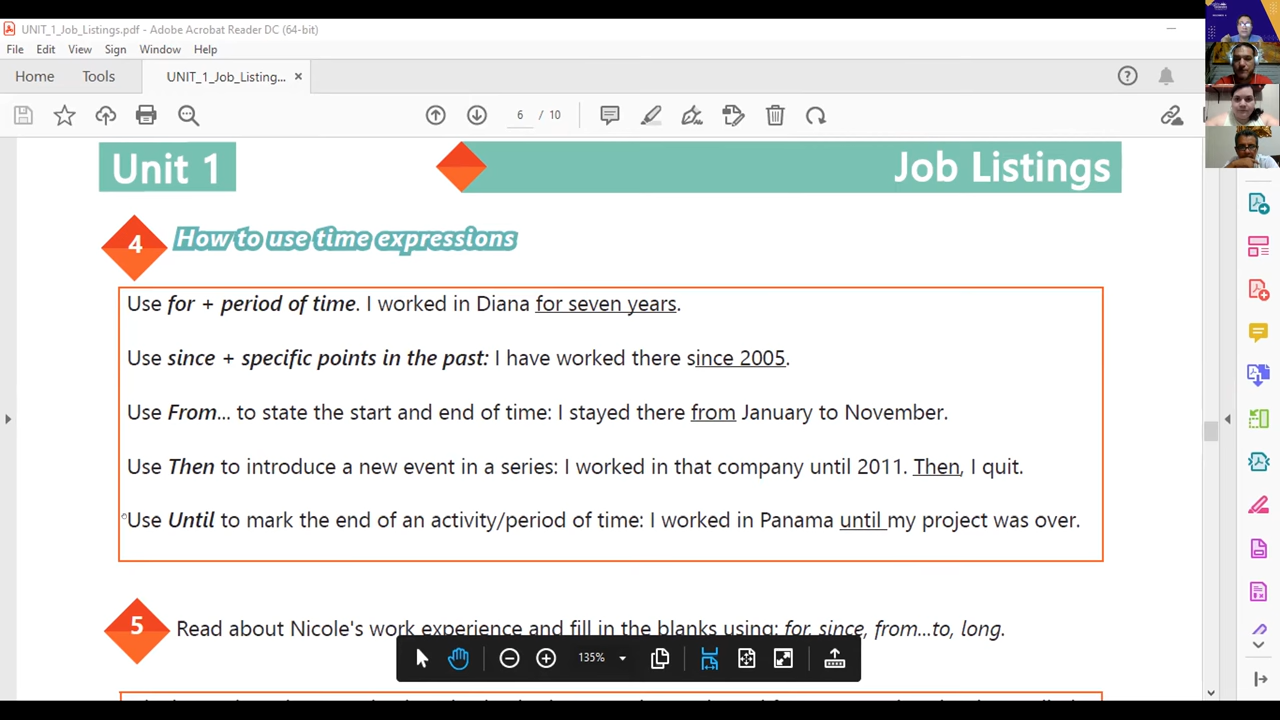 UNIT_1_Job_Listings.pdf - Adobe Acrobat Reader DC (64-bit)
File Edit View Sign Window Help
Home Tools UNIT_1_Job_Listing... ×
6 / 10
Unit 1 Job Listings
4 How to use time expressions
Use for + period of time. I worked in Diana for seven years.
Use since + specific points in the past: I have worked there since 2005.
Use From... to state the start and end of time: I stayed there from January to November.
Use Then to introduce a new event in a series: I worked in that company until 2011. Then, I quit.
Use Until to mark the end of an activity/period of time: I worked in Panama until my project was over.
5 Read about Nicole's work experience and fill in the blanks using: for, since, from...to, long.
135%